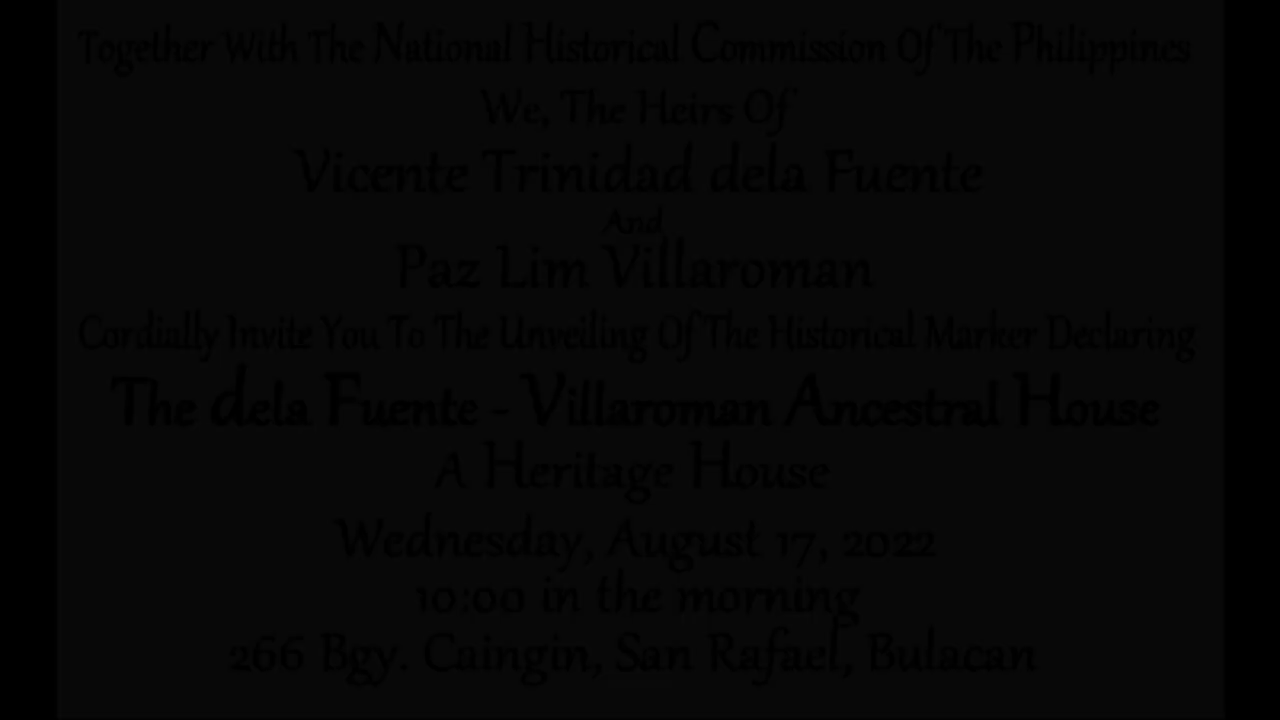 Together With The National Historical Commission Of The Philippines
We, The Heirs Of
Vicente Trinidad dela Fuente
And
Paz Lim Villaroman
Cordially Invite You To The Unveiling Of The Historical Marker Declaring
The dela Fuente - Villaroman Ancestral House
A Heritage House
Wednesday, August 17, 2022
10:00 in the morning
266 Bgy. Caingin, San Rafael, Bulacan